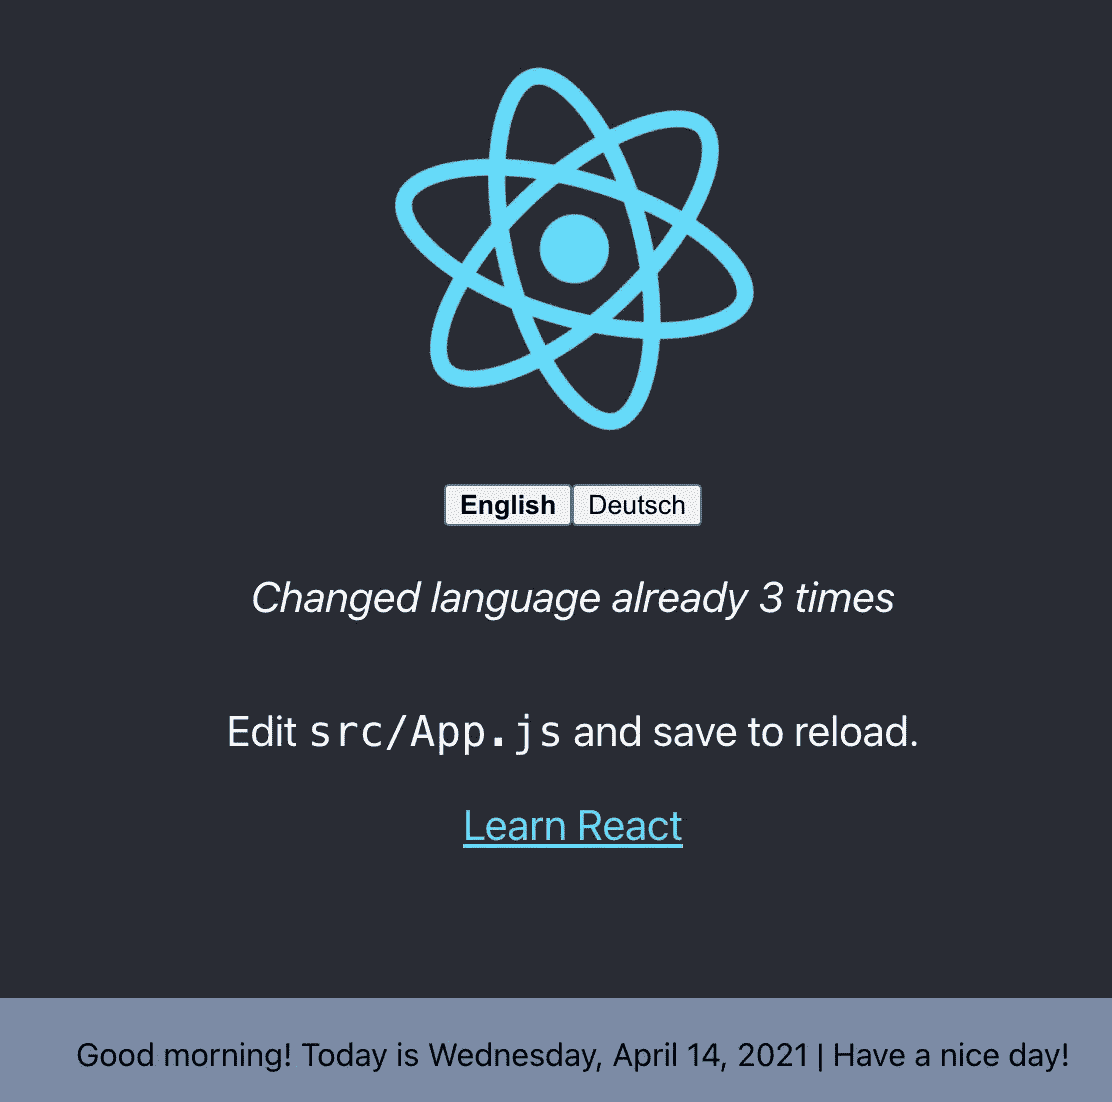 English Deutsch
Changed language already 3 times
Edit src/App.js and save to reload.
Learn React
Good morning! Today is Wednesday, April 14, 2021 | Have a nice day!